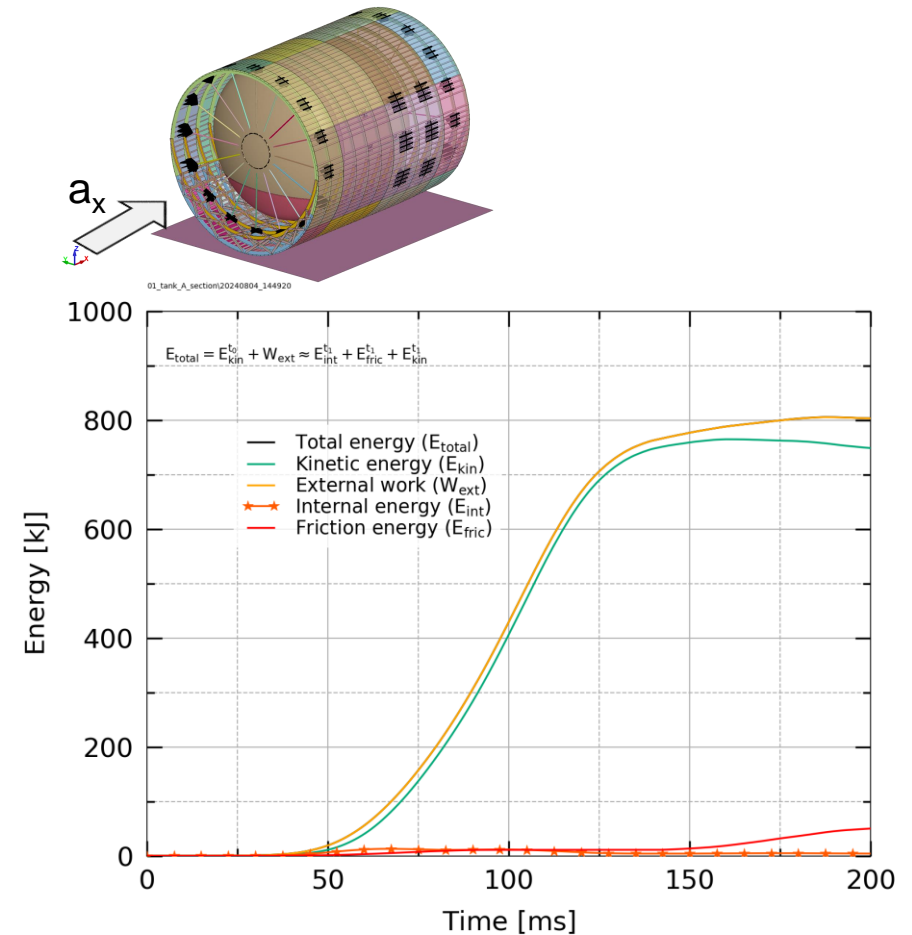 aₓ
z
y
x
01_tank_A_section\20240804_144920
1000
E_total = E_kin^t₀ + W_ext ≈ E_int^t₁ + E_fric^t₁ + E_kin^t₁
800
Total energy (E_total)
Kinetic energy (E_kin)
External work (W_ext)
Internal energy (E_int)
Friction energy (E_fric)
600
400
200
0
Energy [kJ]
0 50 100 150 200
Time [ms]